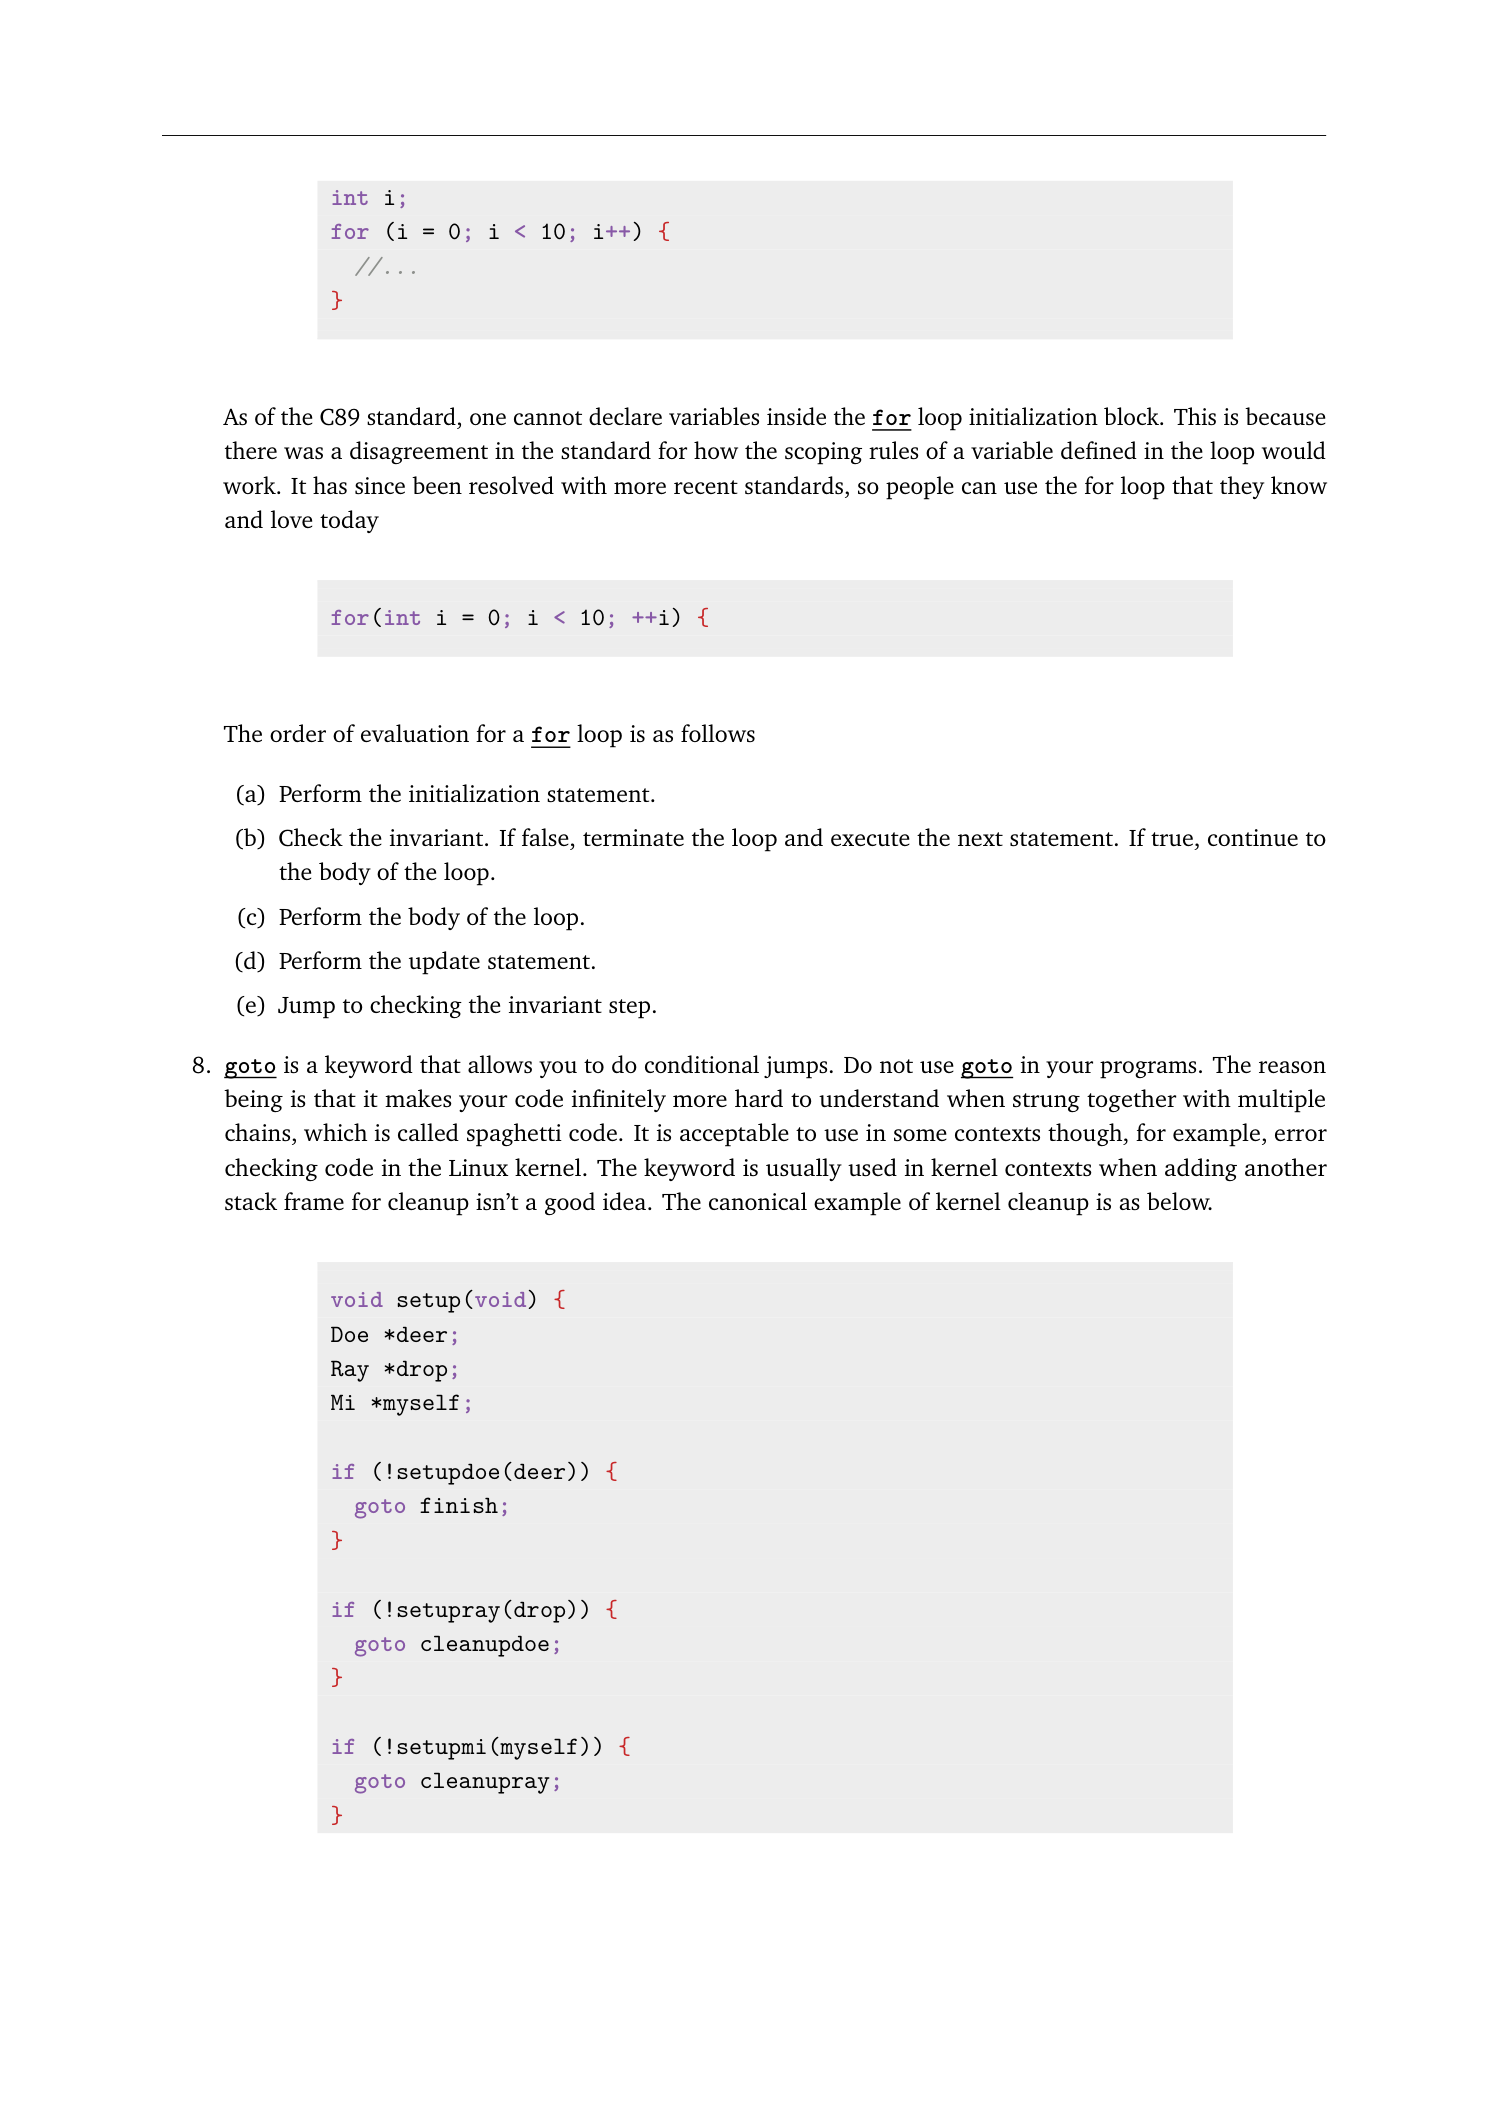 int i;
for (i = 0; i < 10; i++) {
  //...
}
As of the C89 standard, one cannot declare variables inside the for loop initialization block. This is because
there was a disagreement in the standard for how the scoping rules of a variable defined in the loop would
work. It has since been resolved with more recent standards, so people can use the for loop that they know
and love today
for(int i = 0; i < 10; ++i) {
The order of evaluation for a for loop is as follows
(a) Perform the initialization statement.
(b) Check the invariant. If false, terminate the loop and execute the next statement. If true, continue to
the body of the loop.
(c) Perform the body of the loop.
(d) Perform the update statement.
(e) Jump to checking the invariant step.
8. goto is a keyword that allows you to do conditional jumps. Do not use goto in your programs. The reason
being is that it makes your code infinitely more hard to understand when strung together with multiple
chains, which is called spaghetti code. It is acceptable to use in some contexts though, for example, error
checking code in the Linux kernel. The keyword is usually used in kernel contexts when adding another
stack frame for cleanup isn’t a good idea. The canonical example of kernel cleanup is as below.
void setup(void) {
Doe *deer;
Ray *drop;
Mi *myself;
if (!setupdoe(deer)) {
  goto finish;
}
if (!setupray(drop)) {
  goto cleanupdoe;
}
if (!setupmi(myself)) {
  goto cleanupray;
}